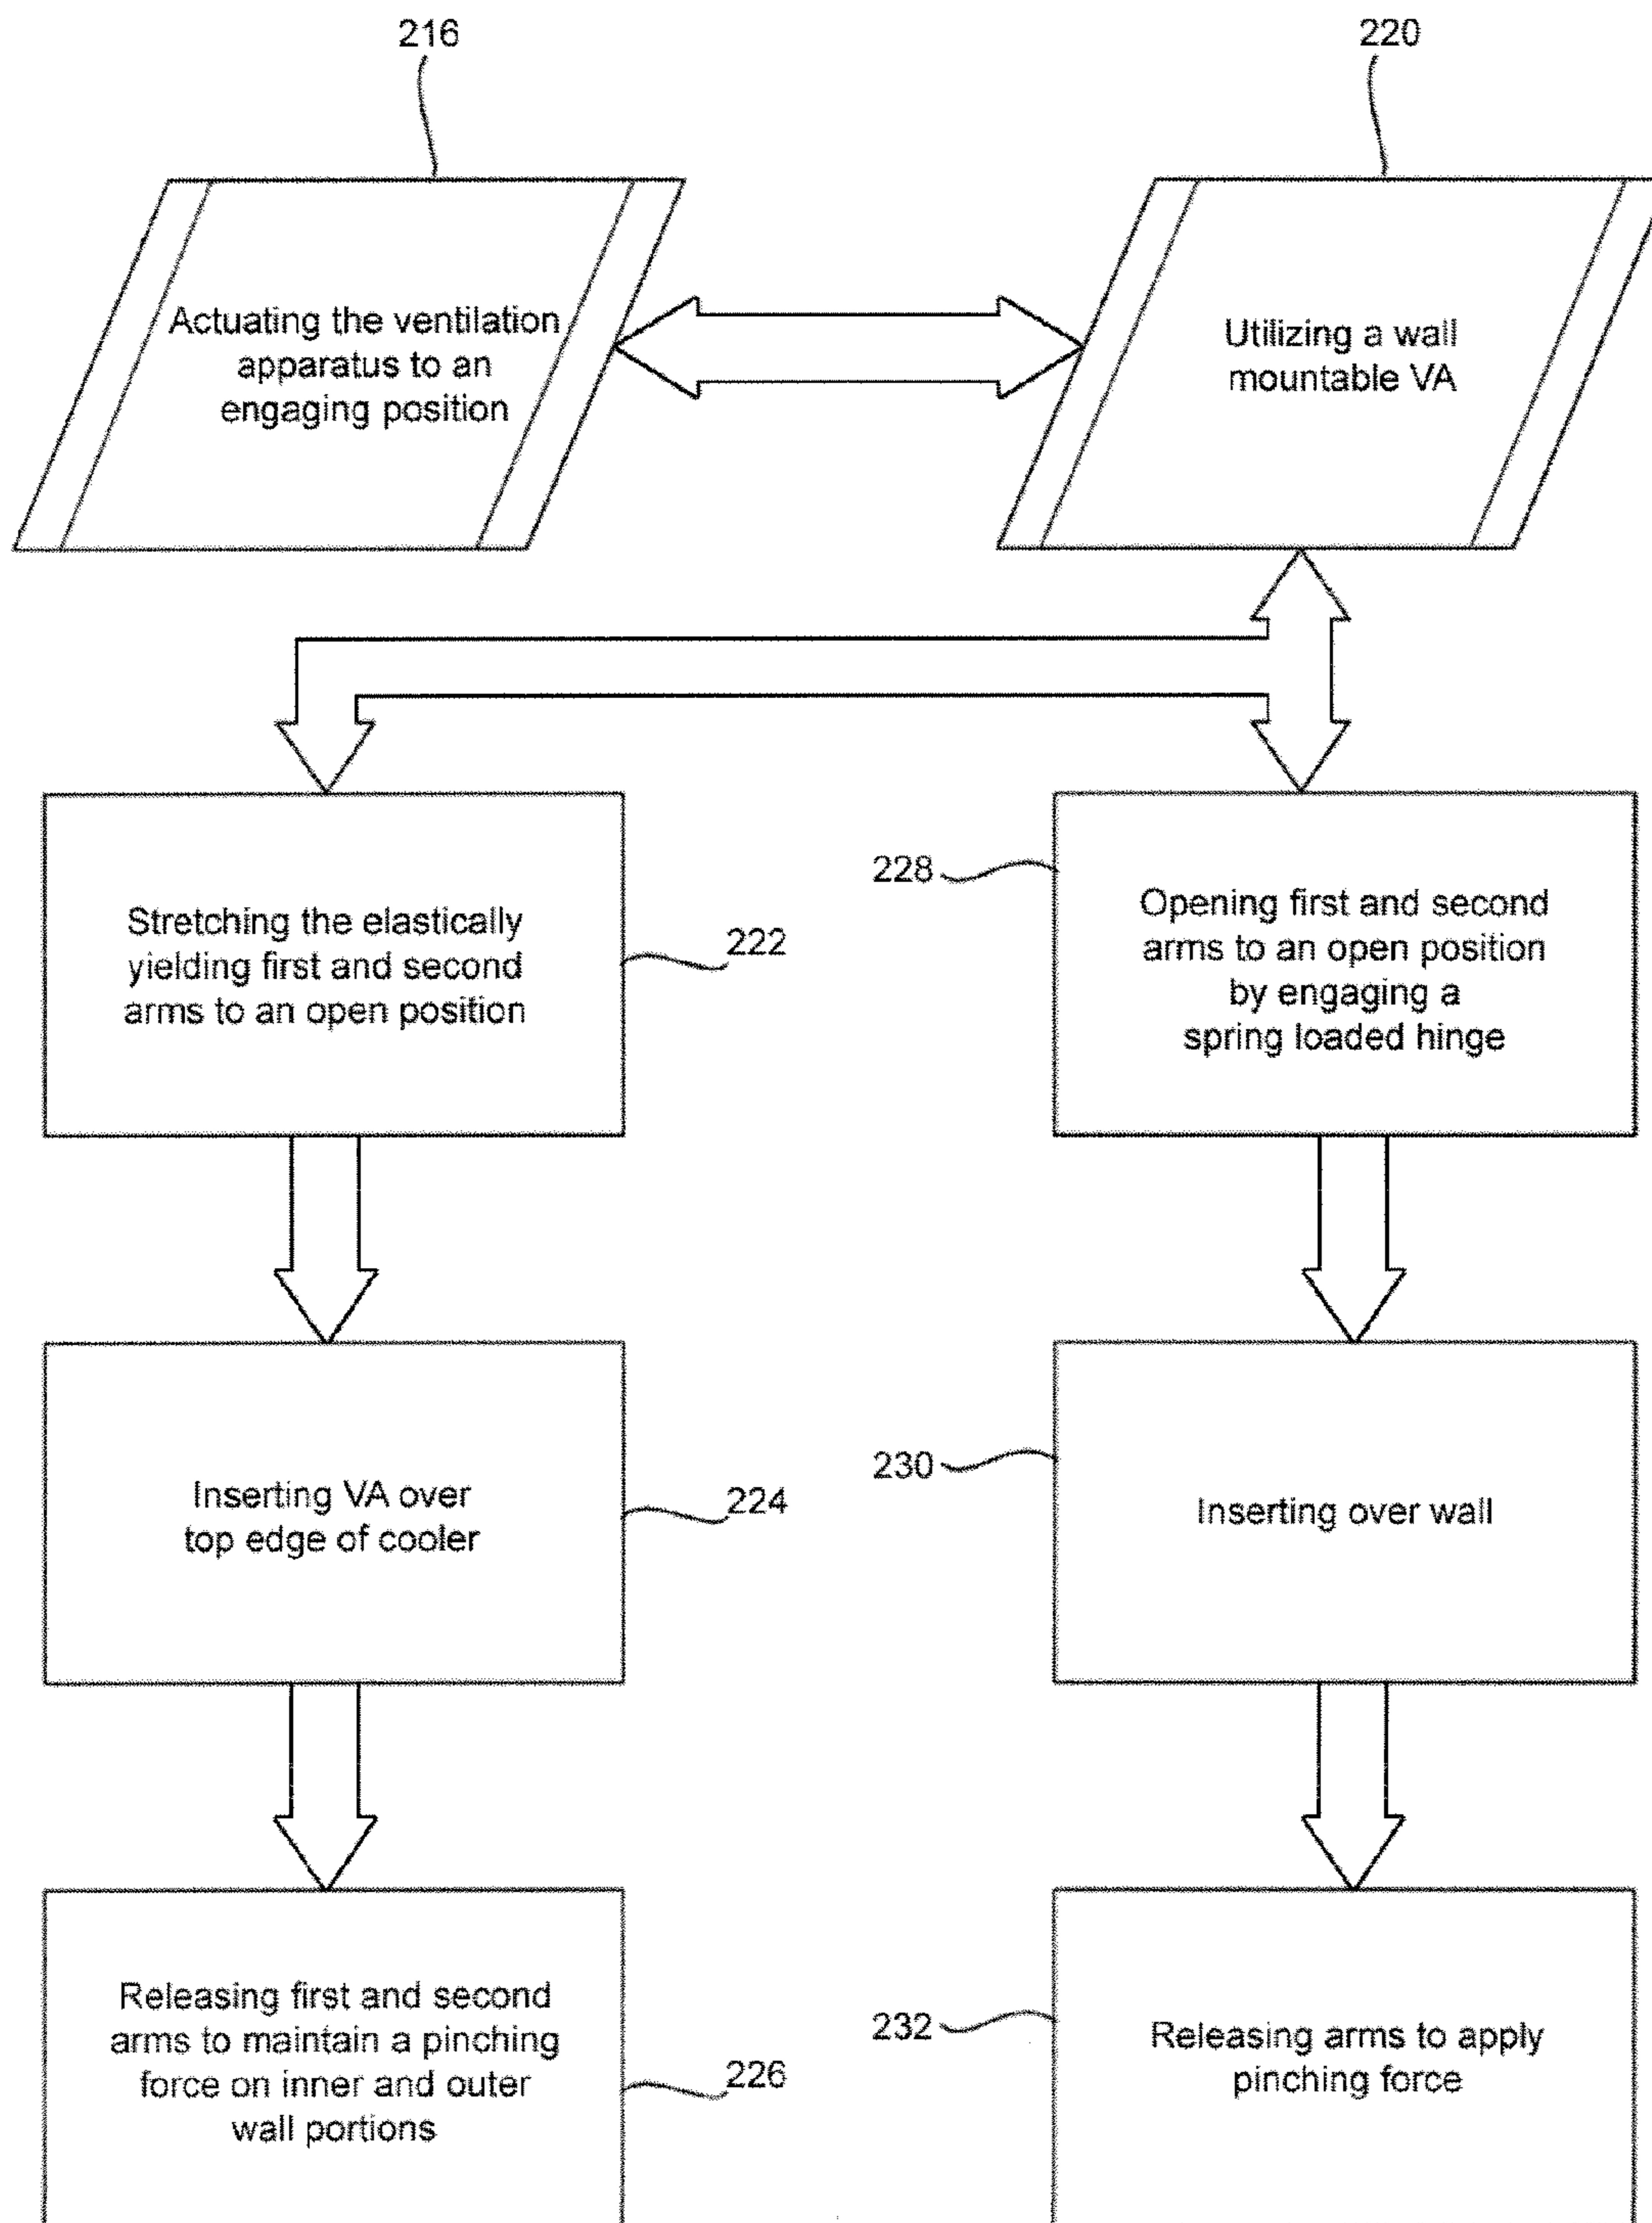 216
220
Actuating the ventilation
apparatus to an
engaging position
Utilizing a wall
mountable VA
Stretching the elastically
yielding first and second
arms to an open position
222
228
Opening first and second
arms to an open position
by engaging a
spring loaded hinge
Inserting VA over
top edge of cooler
224
230
Inserting over wall
Releasing first and second
arms to maintain a pinching
force on inner and outer
wall portions
226
232
Releasing arms to apply
pinching force